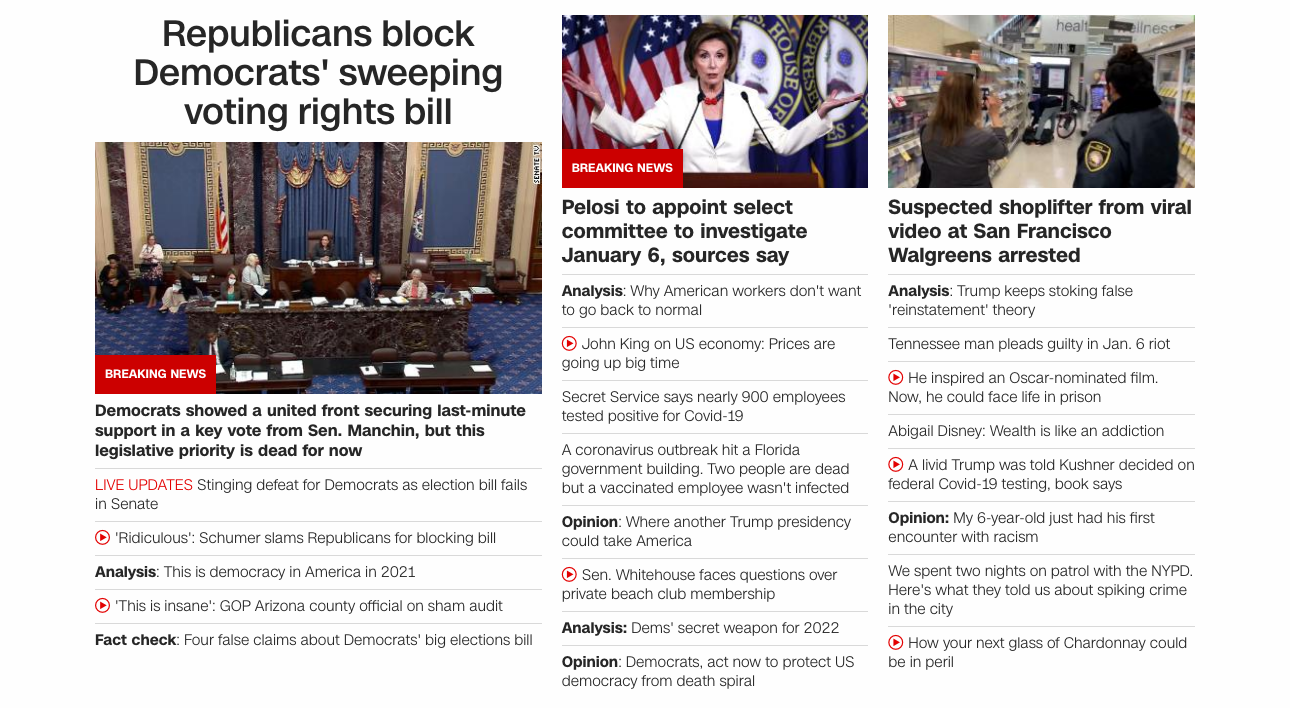 Republicans block
Democrats' sweeping
voting rights bill
SENATE TV
BREAKING NEWS
Democrats showed a united front securing last-minute
support in a key vote from Sen. Manchin, but this
legislative priority is dead for now
LIVE UPDATES Stinging defeat for Democrats as election bill fails
in Senate
'Ridiculous': Schumer slams Republicans for blocking bill
Analysis: This is democracy in America in 2021
'This is insane': GOP Arizona county official on sham audit
Fact check: Four false claims about Democrats' big elections bill
BREAKING NEWS
Pelosi to appoint select
committee to investigate
January 6, sources say
Analysis: Why American workers don't want
to go back to normal
John King on US economy: Prices are
going up big time
Secret Service says nearly 900 employees
tested positive for Covid-19
A coronavirus outbreak hit a Florida
government building. Two people are dead
but a vaccinated employee wasn't infected
Opinion: Where another Trump presidency
could take America
Sen. Whitehouse faces questions over
private beach club membership
Analysis: Dems' secret weapon for 2022
Opinion: Democrats, act now to protect US
democracy from death spiral
Suspected shoplifter from viral
video at San Francisco
Walgreens arrested
Analysis: Trump keeps stoking false
'reinstatement' theory
Tennessee man pleads guilty in Jan. 6 riot
He inspired an Oscar-nominated film.
Now, he could face life in prison
Abigail Disney: Wealth is like an addiction
A livid Trump was told Kushner decided on
federal Covid-19 testing, book says
Opinion: My 6-year-old just had his first
encounter with racism
We spent two nights on patrol with the NYPD.
Here's what they told us about spiking crime
in the city
How your next glass of Chardonnay could
be in peril